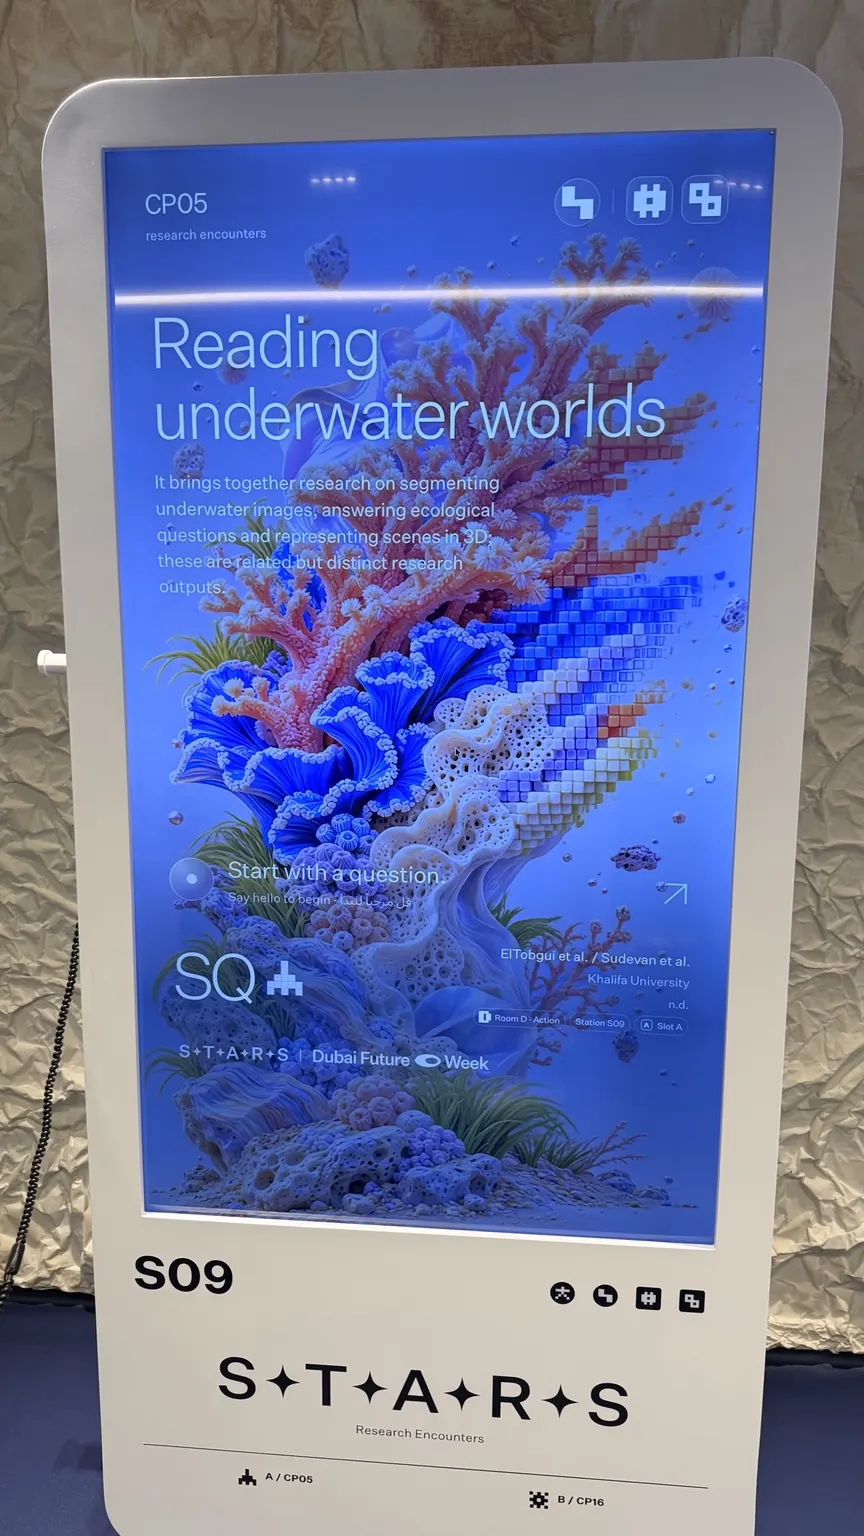 CP05
research encounters
Reading
underwater worlds
It brings together research on segmenting
underwater images, answering ecological
questions and representing scenes in 3D:
these are related but distinct research
outputs.
Start with a question.
Say hello to begin · قل مرحبا لنبدأ
SQ
ElTobgui et al. / Sudevan et al.
Khalifa University
n.d.
Room D · Action Station S09 A Slot A
S✦T✦A✦R✦S | Dubai Future Week
S09
S✦T✦A✦R✦S
Research Encounters
A / CP05
B / CP16